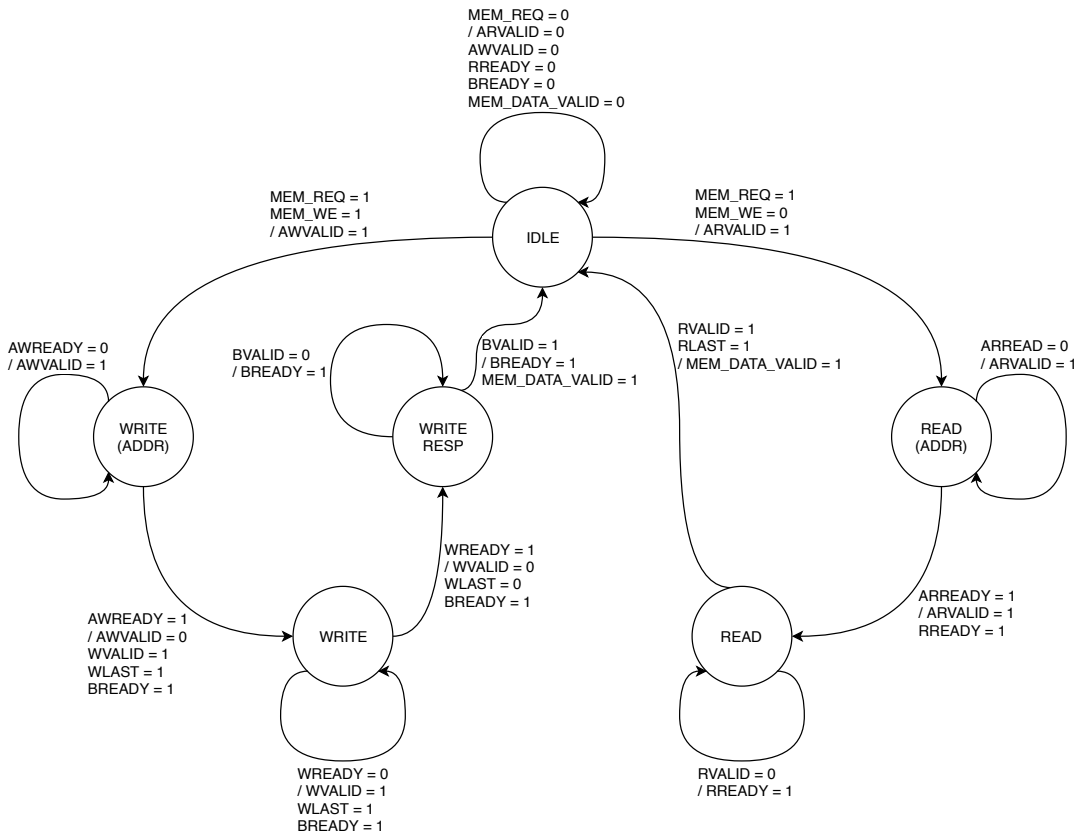 MEM_REQ = 0
/ ARVALID = 0
AWVALID = 0
RREADY = 0
BREADY = 0
MEM_DATA_VALID = 0
MEM_REQ = 1
MEM_WE = 1
/ AWVALID = 1
MEM_REQ = 1
MEM_WE = 0
/ ARVALID = 1
IDLE
AWREADY = 0
/ AWVALID = 1
BVALID = 0
/ BREADY = 1
BVALID = 1
/ BREADY = 1
MEM_DATA_VALID = 1
RVALID = 1
RLAST = 1
/ MEM_DATA_VALID = 1
ARREAD = 0
/ ARVALID = 1
WRITE
(ADDR)
WRITE
RESP
READ
(ADDR)
WREADY = 1
/ WVALID = 0
WLAST = 0
BREADY = 1
AWREADY = 1
/ AWVALID = 0
WVALID = 1
WLAST = 1
BREADY = 1
ARREADY = 1
/ ARVALID = 1
RREADY = 1
WRITE
READ
WREADY = 0
/ WVALID = 1
WLAST = 1
BREADY = 1
RVALID = 0
/ RREADY = 1